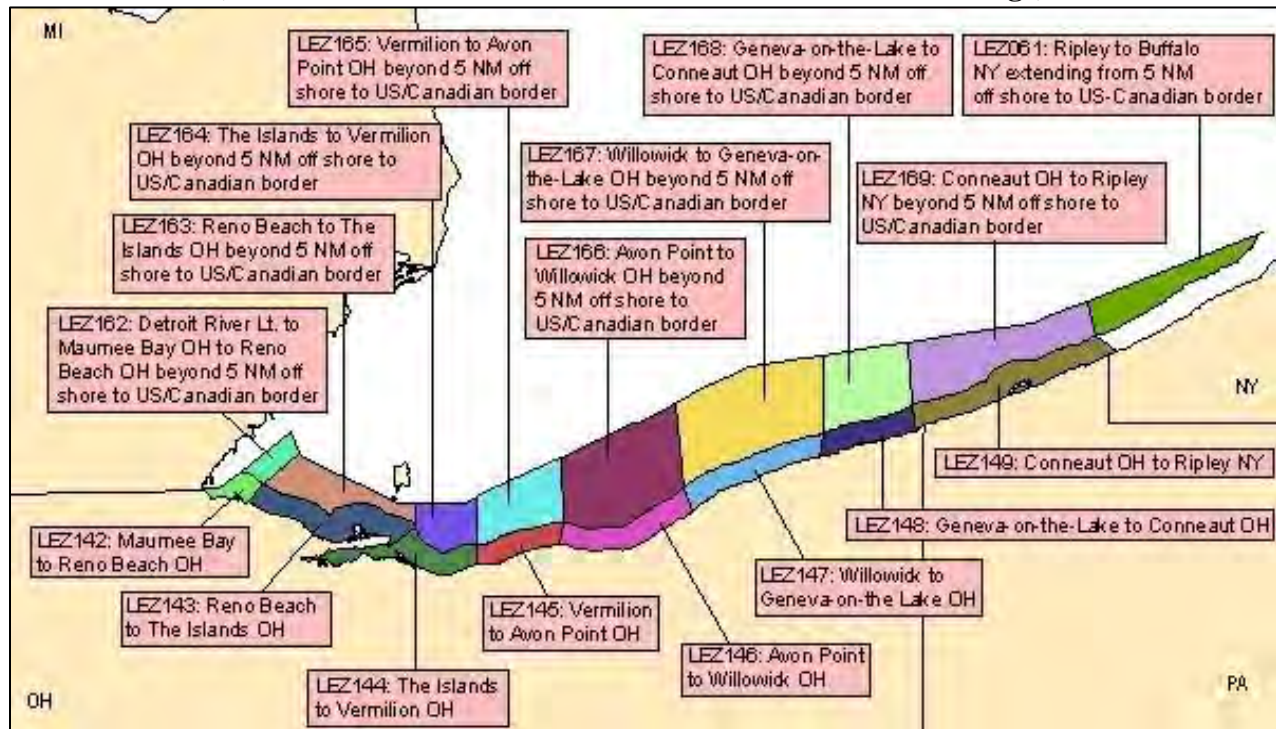 MI
LEZ165: Vermilion to Avon
Point OH beyond 5 NM off
shore to US/Canadian border
LEZ168: Geneva-on-the-Lake to
Conneaut OH beyond 5 NM off
shore to US/Canadian border
LEZ061: Ripley to Buffalo
NY extending from 5 NM
off shore to US-Canadian border
LEZ164: The Islands to Vermilion
OH beyond 5 NM off shore to
US/Canadian border
LEZ167: Willowick to Geneva-on-
the-Lake OH beyond 5 NM off
shore to US/Canadian border
LEZ169: Conneaut OH to Ripley
NY beyond 5 NM off shore to
US/Canadian border
LEZ163: Reno Beach to The
Islands OH beyond 5 NM off
shore to US/Canadian border
LEZ166: Avon Point to
Willowick OH beyond
5 NM off shore to
US/Canadian border
LEZ162: Detroit River Lt. to
Maumee Bay OH to Reno
Beach OH beyond 5 NM off
shore to US/Canadian border
NY
LEZ149: Conneaut OH to Ripley NY
LEZ148: Geneva-on-the-Lake to Conneaut OH
LEZ142: Maumee Bay
to Reno Beach OH
LEZ147: Willowick to
Geneva-on-the Lake OH
LEZ143: Reno Beach
to The Islands OH
LEZ145: Vermilion
to Avon Point OH
LEZ146: Avon Point
to Willowick OH
LEZ144: The Islands
to Vermilion OH
OH
PA